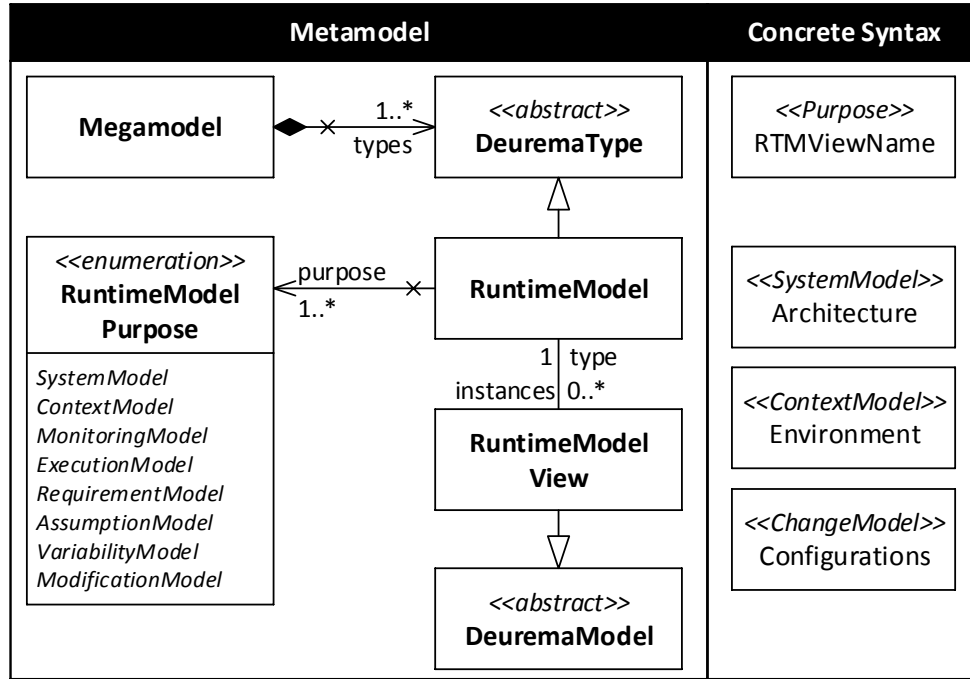 Metamodel
Concrete Syntax
Megamodel
1..*
types
<<abstract>>
DeuremaType
<<Purpose>>
RTMViewName
<<enumeration>>
RuntimeModel
Purpose
SystemModel
ContextModel
MonitoringModel
ExecutionModel
RequirementModel
AssumptionModel
VariabilityModel
ModificationModel
purpose
1..*
RuntimeModel
<<SystemModel>>
Architecture
1 type
instances 0..*
<<ContextModel>>
Environment
RuntimeModel
View
<<ChangeModel>>
Configurations
<<abstract>>
DeuremaModel